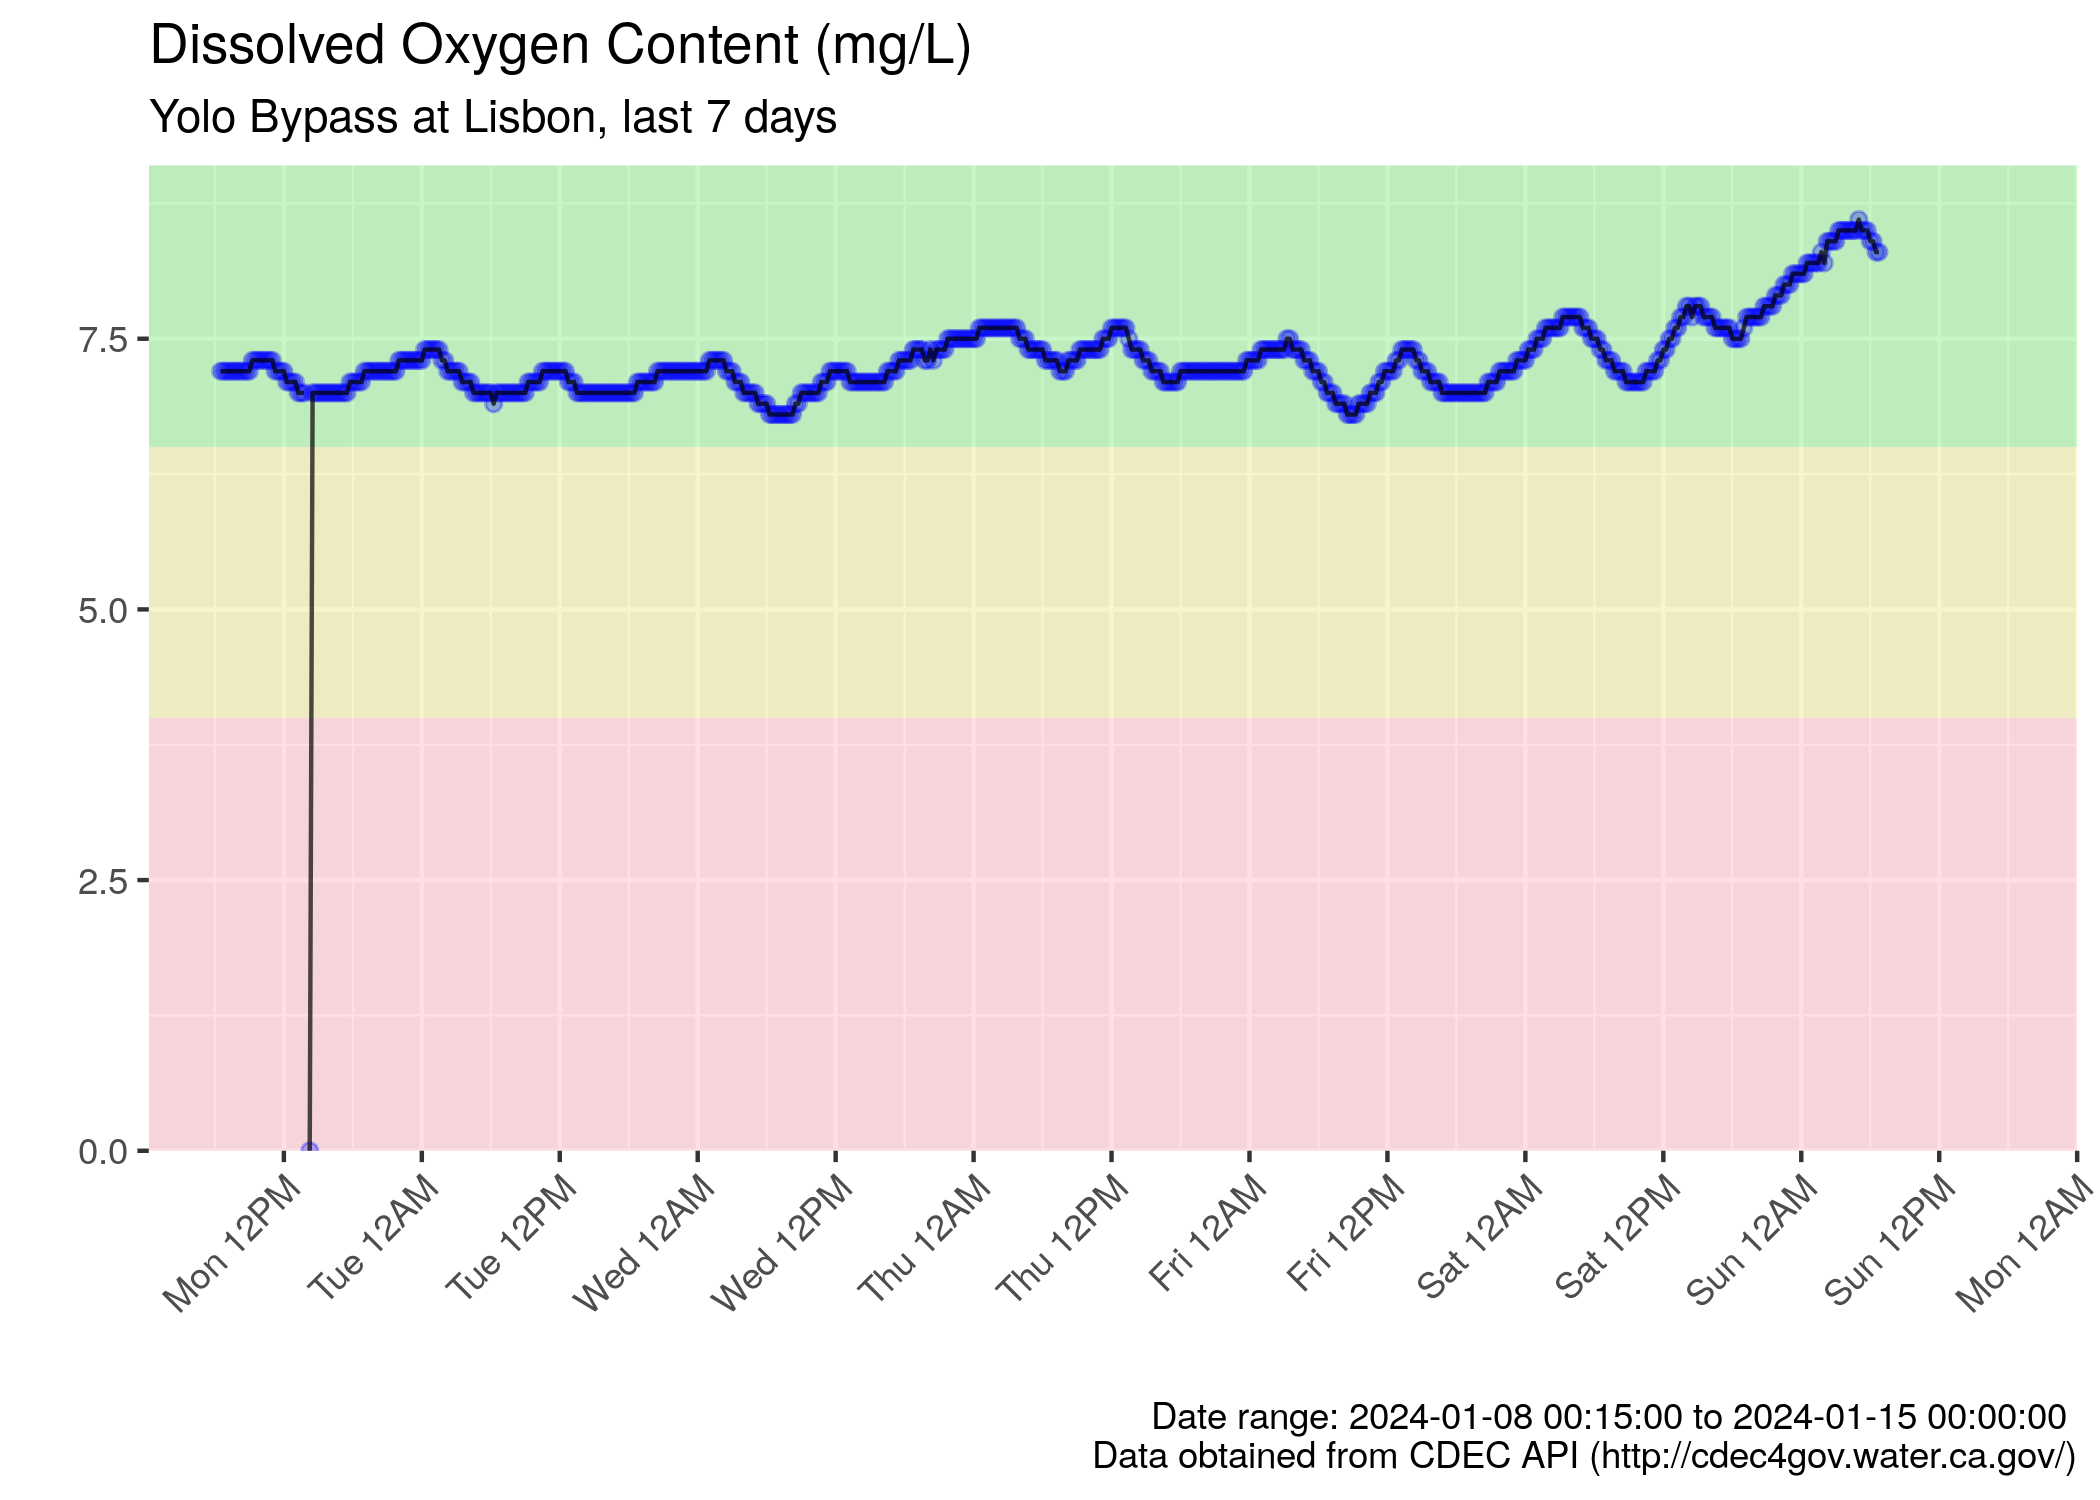 Dissolved Oxygen Content (mg/L)
Yolo Bypass at Lisbon, last 7 days
7.5
5.0
2.5
0.0
Mon 12PM
Tue 12AM
Tue 12PM
Wed 12AM
Wed 12PM
Thu 12AM
Thu 12PM
Fri 12AM
Fri 12PM
Sat 12AM
Sat 12PM
Sun 12AM
Sun 12PM
Mon 12AM
Date range: 2024-01-08 00:15:00 to 2024-01-15 00:00:00
Data obtained from CDEC API (http://cdec4gov.water.ca.gov/)